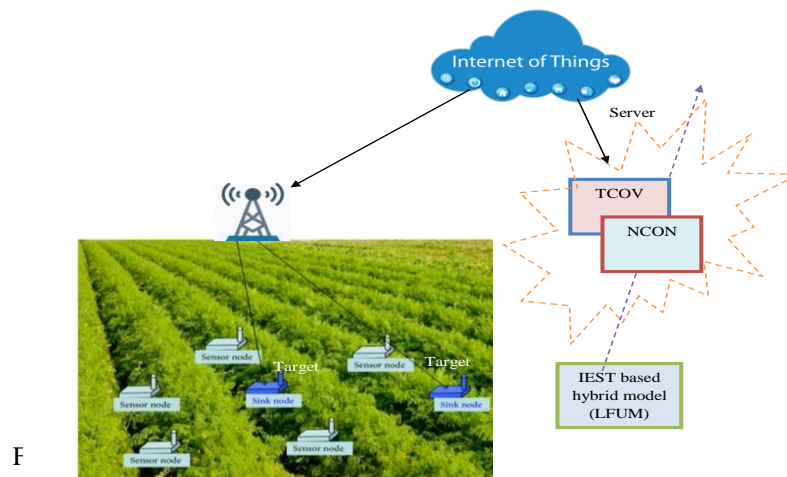 Internet of Things
Server
TCOV
NCON
Sensor node
Sensor node
Target
Target
Sensor node
Sink node
Sink node
Sensor node
Sensor node
IEST based
hybrid model
(LFUM)